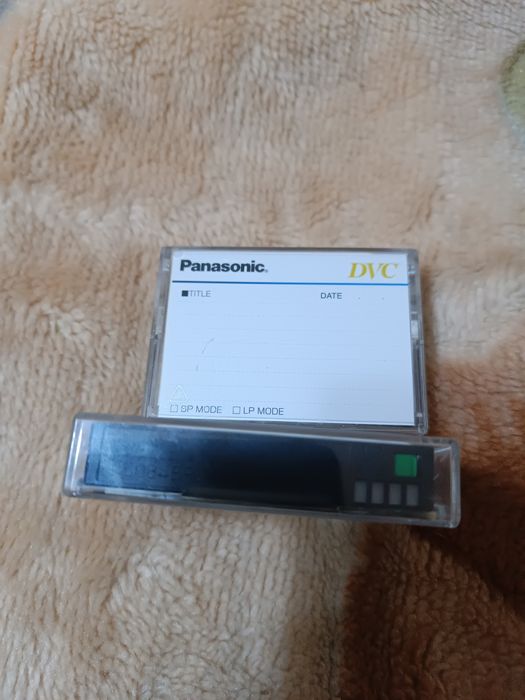 Panasonic® DVC
■TITLE DATE . .
□ SP MODE □ LP MODE